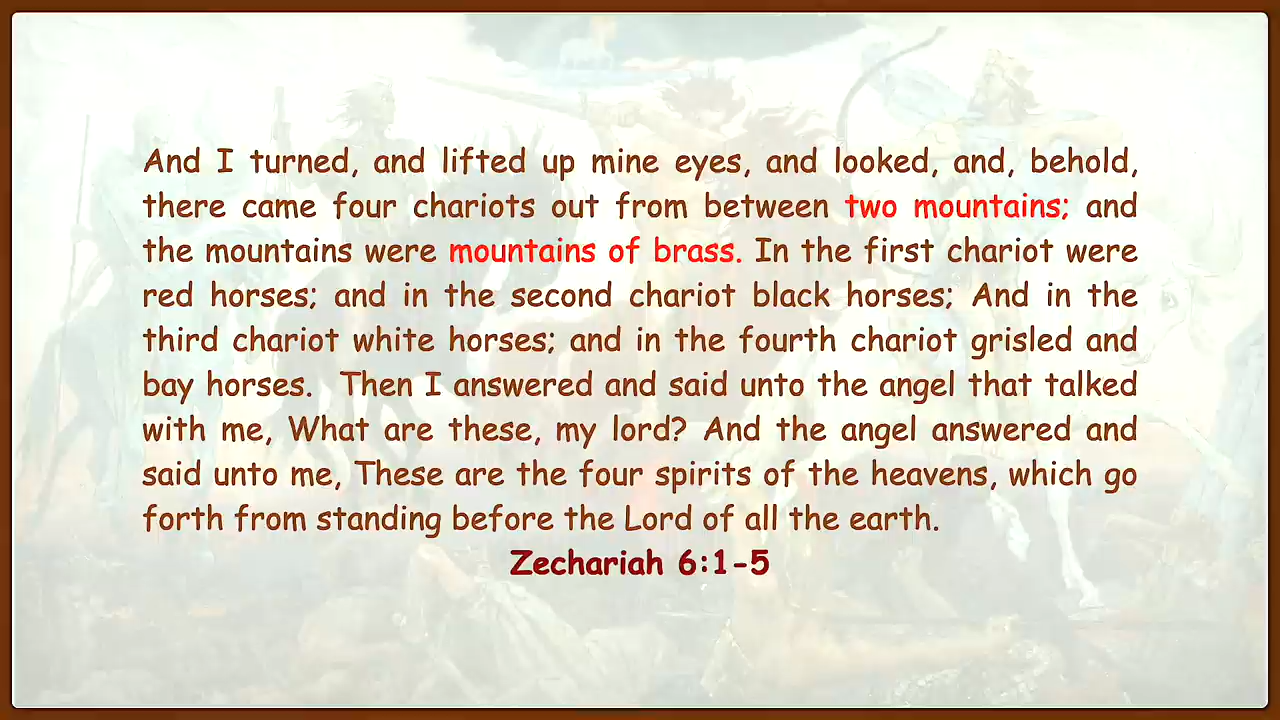 And I turned, and lifted up mine eyes, and looked, and, behold,
there came four chariots out from between two mountains; and
the mountains were mountains of brass. In the first chariot were
red horses; and in the second chariot black horses; And in the
third chariot white horses; and in the fourth chariot grisled and
bay horses.  Then I answered and said unto the angel that talked
with me, What are these, my lord? And the angel answered and
said unto me, These are the four spirits of the heavens, which go
forth from standing before the Lord of all the earth.
Zechariah 6:1-5